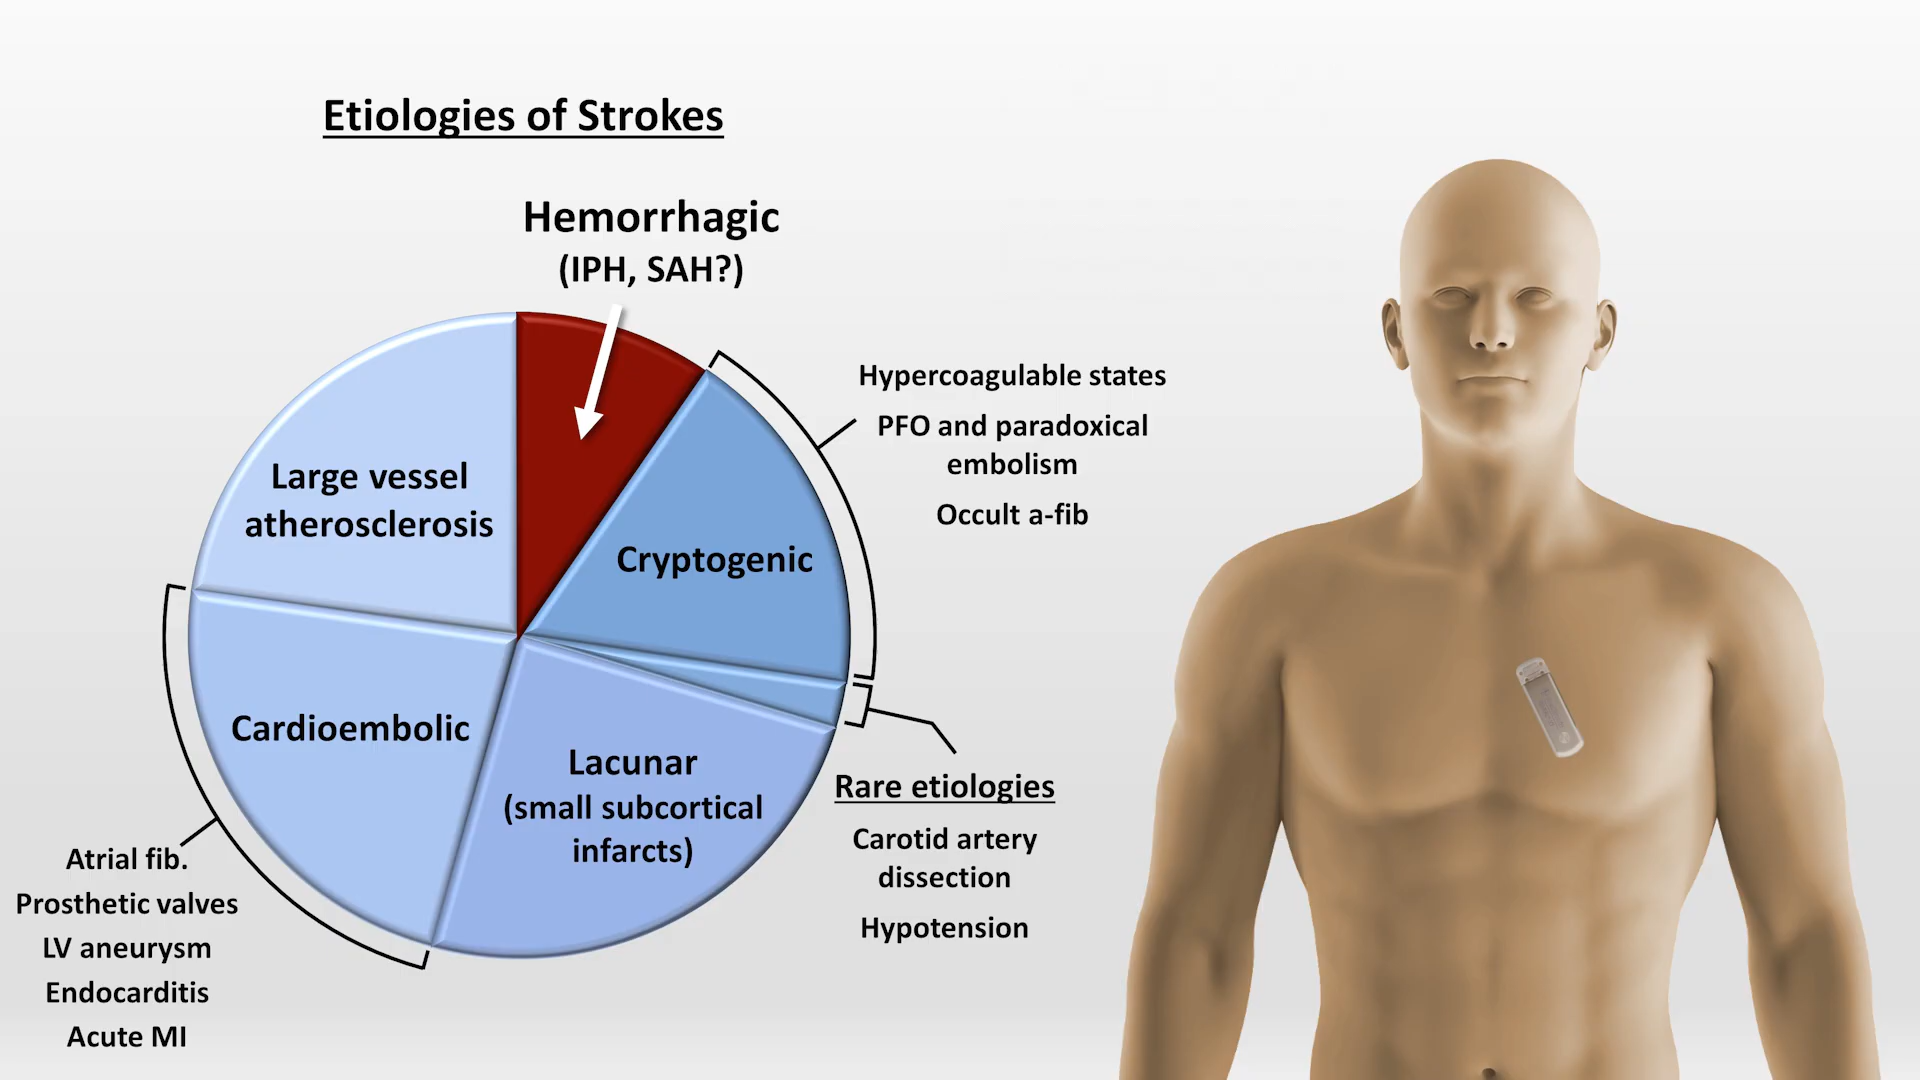 Etiologies of Strokes
Hemorrhagic
(IPH, SAH?)
Hypercoagulable states
PFO and paradoxical
embolism
Occult a-fib
Large vessel
atherosclerosis
Cryptogenic
Cardioembolic
Lacunar
(small subcortical
infarcts)
Rare etiologies
Carotid artery
dissection
Hypotension
Atrial fib.
Prosthetic valves
LV aneurysm
Endocarditis
Acute MI